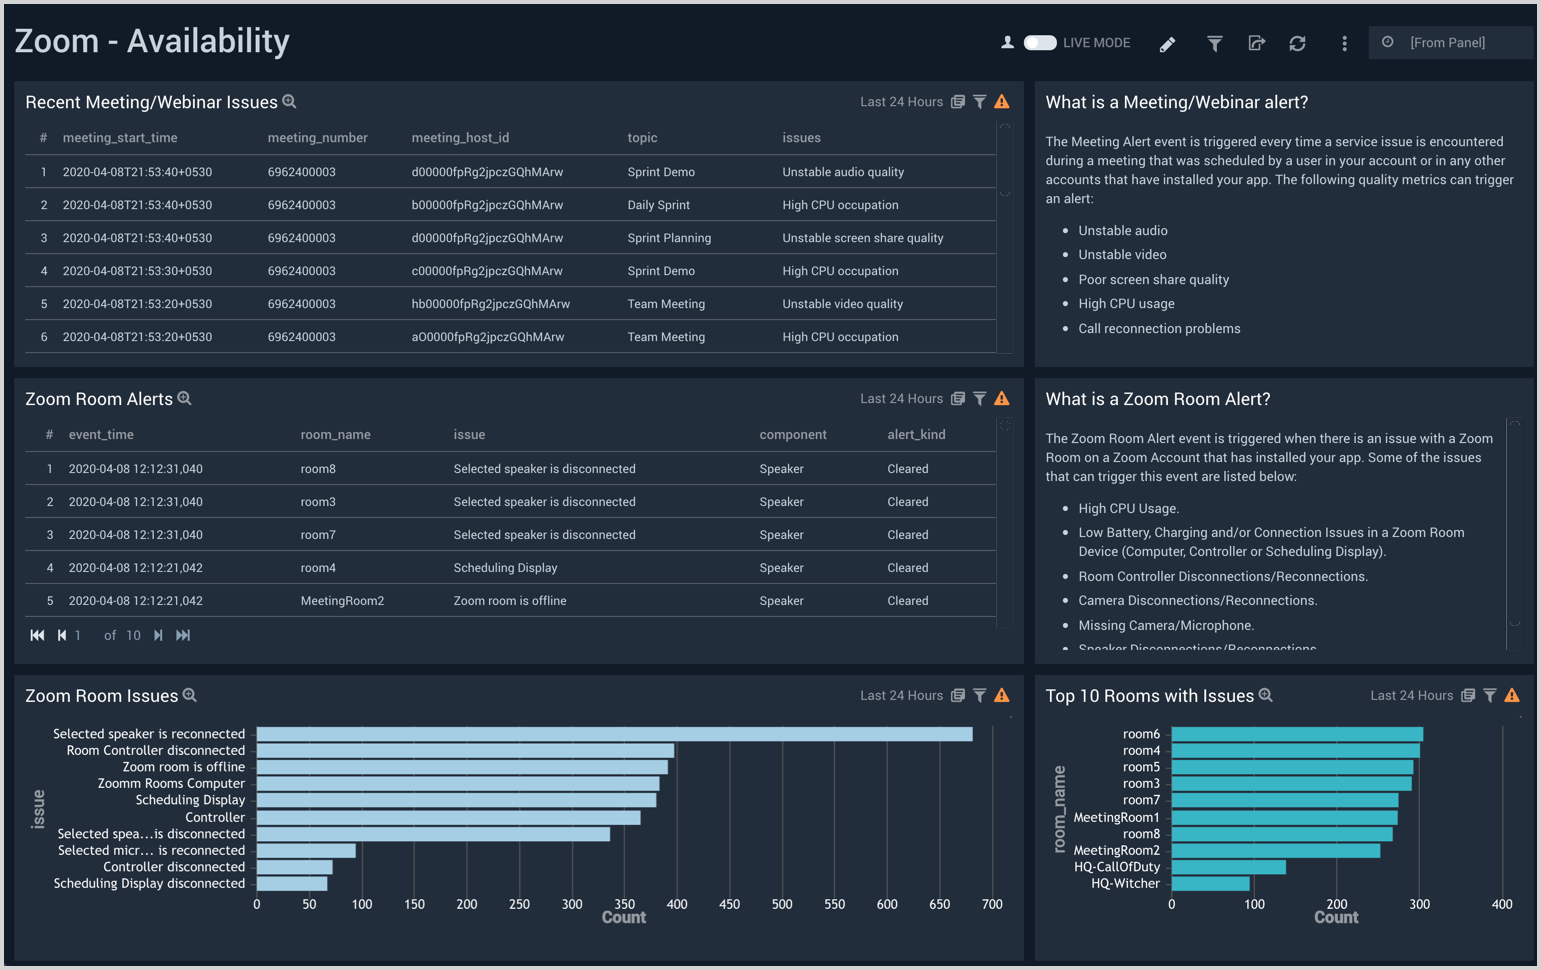 Zoom - Availability
LIVE MODE
[From Panel]
Recent Meeting/Webinar Issues
Last 24 Hours
# meeting_start_time meeting_number meeting_host_id topic issues
1 2020-04-08T21:53:40+0530 6962400003 d00000fpRg2jpczGQhMArw Sprint Demo Unstable audio quality
2 2020-04-08T21:53:40+0530 6962400003 b00000fpRg2jpczGQhMArw Daily Sprint High CPU occupation
3 2020-04-08T21:53:40+0530 6962400003 d00000fpRg2jpczGQhMArw Sprint Planning Unstable screen share quality
4 2020-04-08T21:53:30+0530 6962400003 c00000fpRg2jpczGQhMArw Sprint Demo High CPU occupation
5 2020-04-08T21:53:20+0530 6962400003 hb00000fpRg2jpczGQhMArw Team Meeting Unstable video quality
6 2020-04-08T21:53:20+0530 6962400003 aO0000fpRg2jpczGQhMArw Team Meeting High CPU occupation
What is a Meeting/Webinar alert?
The Meeting Alert event is triggered every time a service issue is encountered
during a meeting that was scheduled by a user in your account or in any other
accounts that have installed your app. The following quality metrics can trigger
an alert:
• Unstable audio
• Unstable video
• Poor screen share quality
• High CPU usage
• Call reconnection problems
Zoom Room Alerts
Last 24 Hours
# event_time room_name issue component alert_kind
1 2020-04-08 12:12:31,040 room8 Selected speaker is disconnected Speaker Cleared
2 2020-04-08 12:12:31,040 room3 Selected speaker is disconnected Speaker Cleared
3 2020-04-08 12:12:31,040 room7 Selected speaker is disconnected Speaker Cleared
4 2020-04-08 12:12:21,042 room4 Scheduling Display Speaker Cleared
5 2020-04-08 12:12:21,042 MeetingRoom2 Zoom room is offline Speaker Cleared
1 of 10
What is a Zoom Room Alert?
The Zoom Room Alert event is triggered when there is an issue with a Zoom
Room on a Zoom Account that has installed your app. Some of the issues
that can trigger this event are listed below:
• High CPU Usage.
• Low Battery, Charging and/or Connection Issues in a Zoom Room
Device (Computer, Controller or Scheduling Display).
• Room Controller Disconnections/Reconnections.
• Camera Disconnections/Reconnections.
• Missing Camera/Microphone.
• Speaker Disconnections/Reconnections
Zoom Room Issues
Last 24 Hours
issue
Selected speaker is reconnected
Room Controller disconnected
Zoom room is offline
Zoomm Rooms Computer
Scheduling Display
Controller
Selected spea...is disconnected
Selected micr... is reconnected
Controller disconnected
Scheduling Display disconnected
0 50 100 150 200 250 300 350 400 450 500 550 600 650 700
Count
Top 10 Rooms with Issues
Last 24 Hours
room_name
room6
room4
room5
room3
room7
MeetingRoom1
room8
MeetingRoom2
HQ-CallOfDuty
HQ-Witcher
0 100 200 300 400
Count